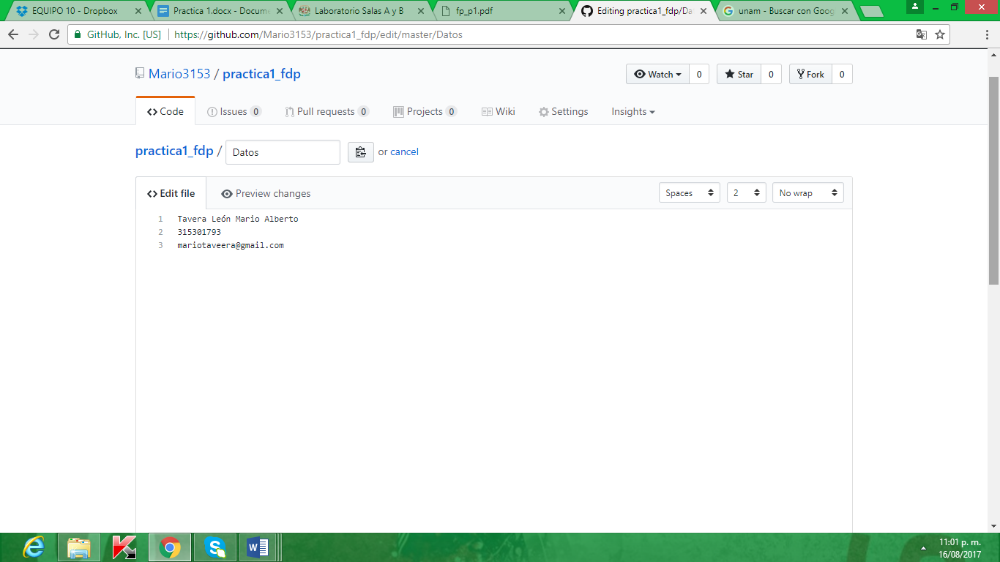 EQUIPO 10 - Dropbox
Practica 1.docx - Docume
Laboratorio Salas A y B
fp_p1.pdf
Editing practica1_fdp/Da
unam - Buscar con Goog
GitHub, Inc. [US]
https://github.com/Mario3153/practica1_fdp/edit/master/Datos
Mario3153 / practica1_fdp
Watch 0
Star 0
Fork 0
Code
Issues 0
Pull requests 0
Projects 0
Wiki
Settings
Insights
practica1_fdp / Datos or cancel
Edit file
Preview changes
Spaces
2
No wrap
1 Tavera León Mario Alberto
2 315301793
3 mariotaveera@gmail.com
11:01 p. m.
16/08/2017